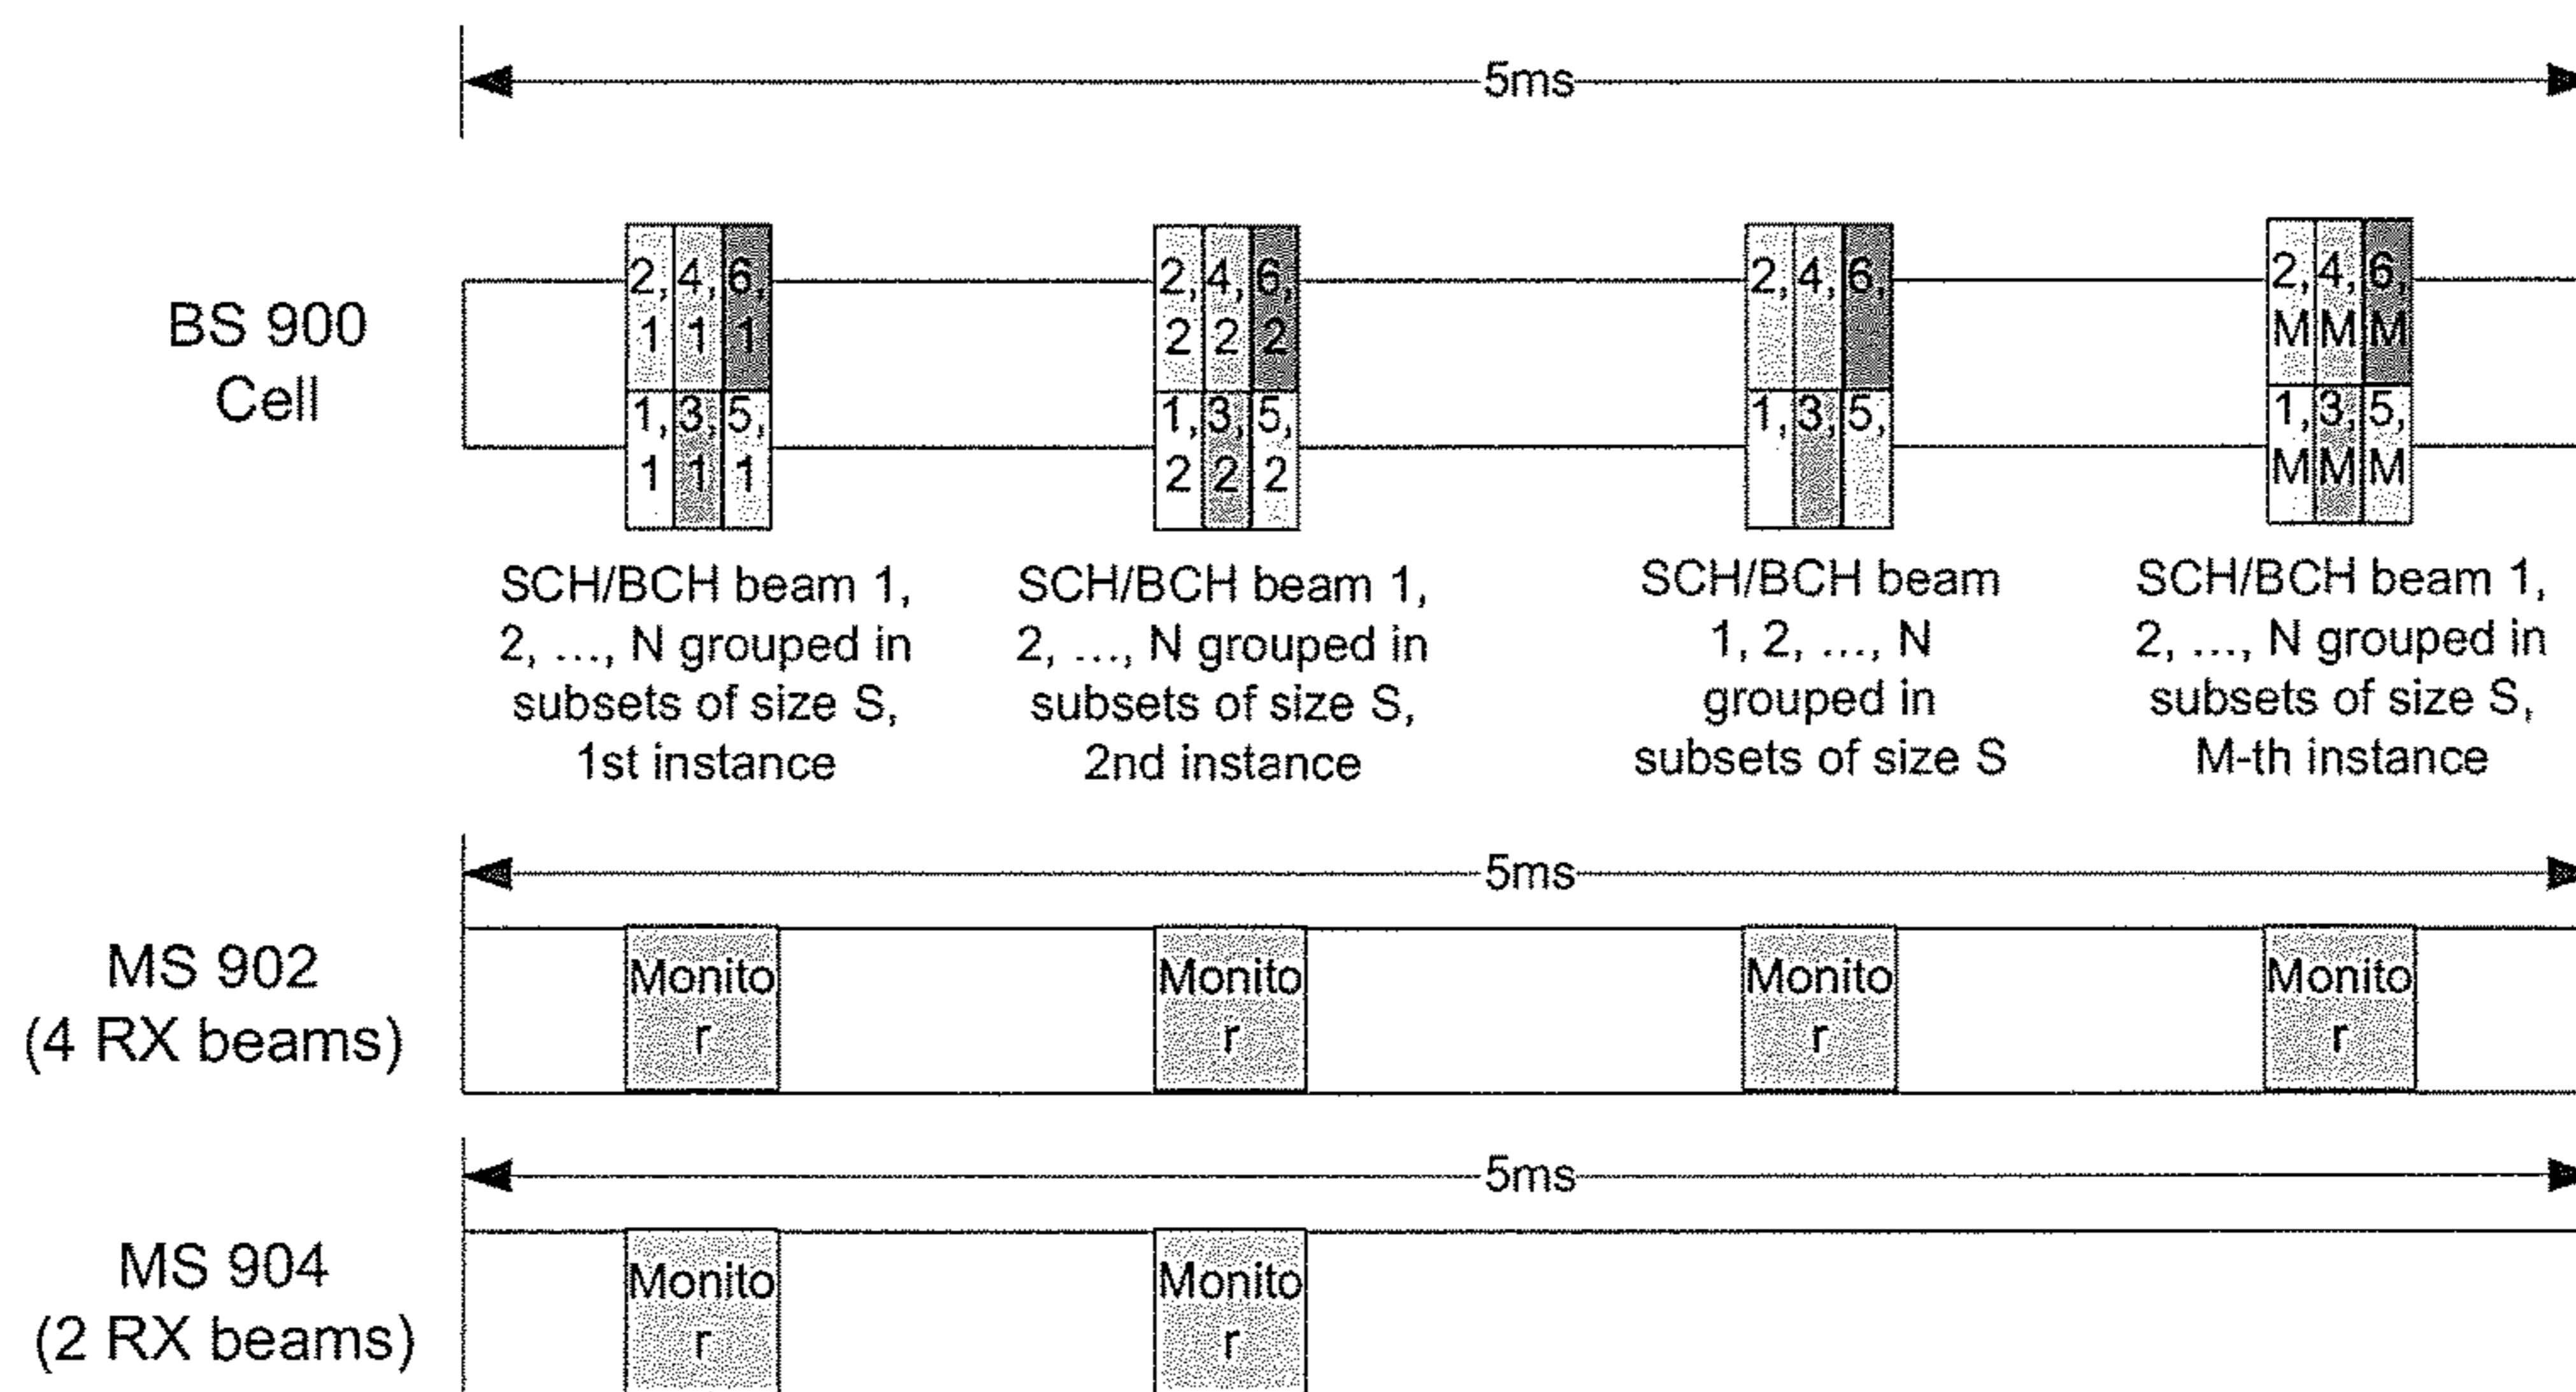 5ms
BS 900
Cell
2, 4, 6,
1 1 1
1, 3, 5,
1 1 1
2, 4, 6,
2 2 2
1, 3, 5,
2 2 2
2, 4, 6,
1, 3, 5,
2, 4, 6,
M M M
1, 3, 5,
M M M
SCH/BCH beam 1,
2, ..., N grouped in
subsets of size S,
1st instance
SCH/BCH beam 1,
2, ..., N grouped in
subsets of size S,
2nd instance
SCH/BCH beam
1, 2, ..., N
grouped in
subsets of size S
SCH/BCH beam 1,
2, ..., N grouped in
subsets of size S,
M-th instance
5ms
MS 902
(4 RX beams)
Monito
r
Monito
r
Monito
r
Monito
r
5ms
MS 904
(2 RX beams)
Monito
r
Monito
r